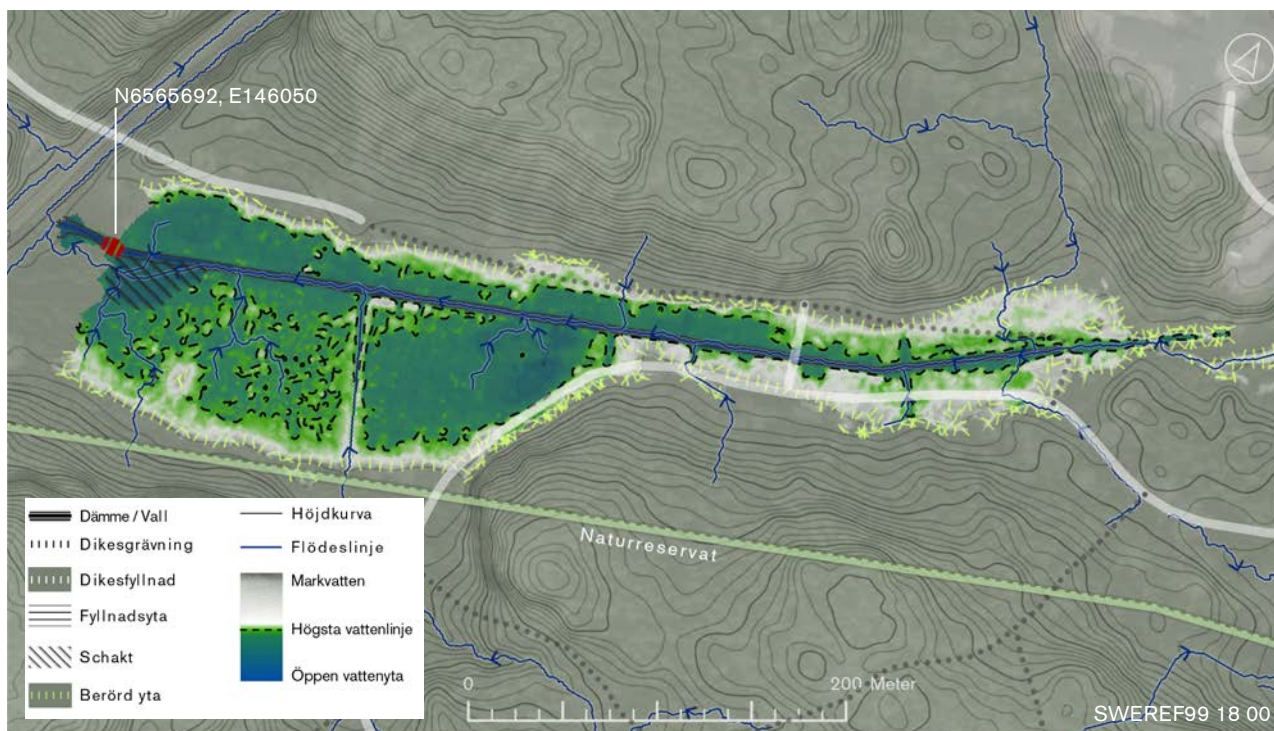 N6565692, E146050
Naturreservat
Dämme / Vall
Dikesgrävning
Dikesfyllnad
Fyllnadsyta
Schakt
Berörd yta
Höjdkurva
Flödeslinje
Markvatten
Högsta vattenlinje
Öppen vattenyta
0
200 Meter
SWEREF99 18 00